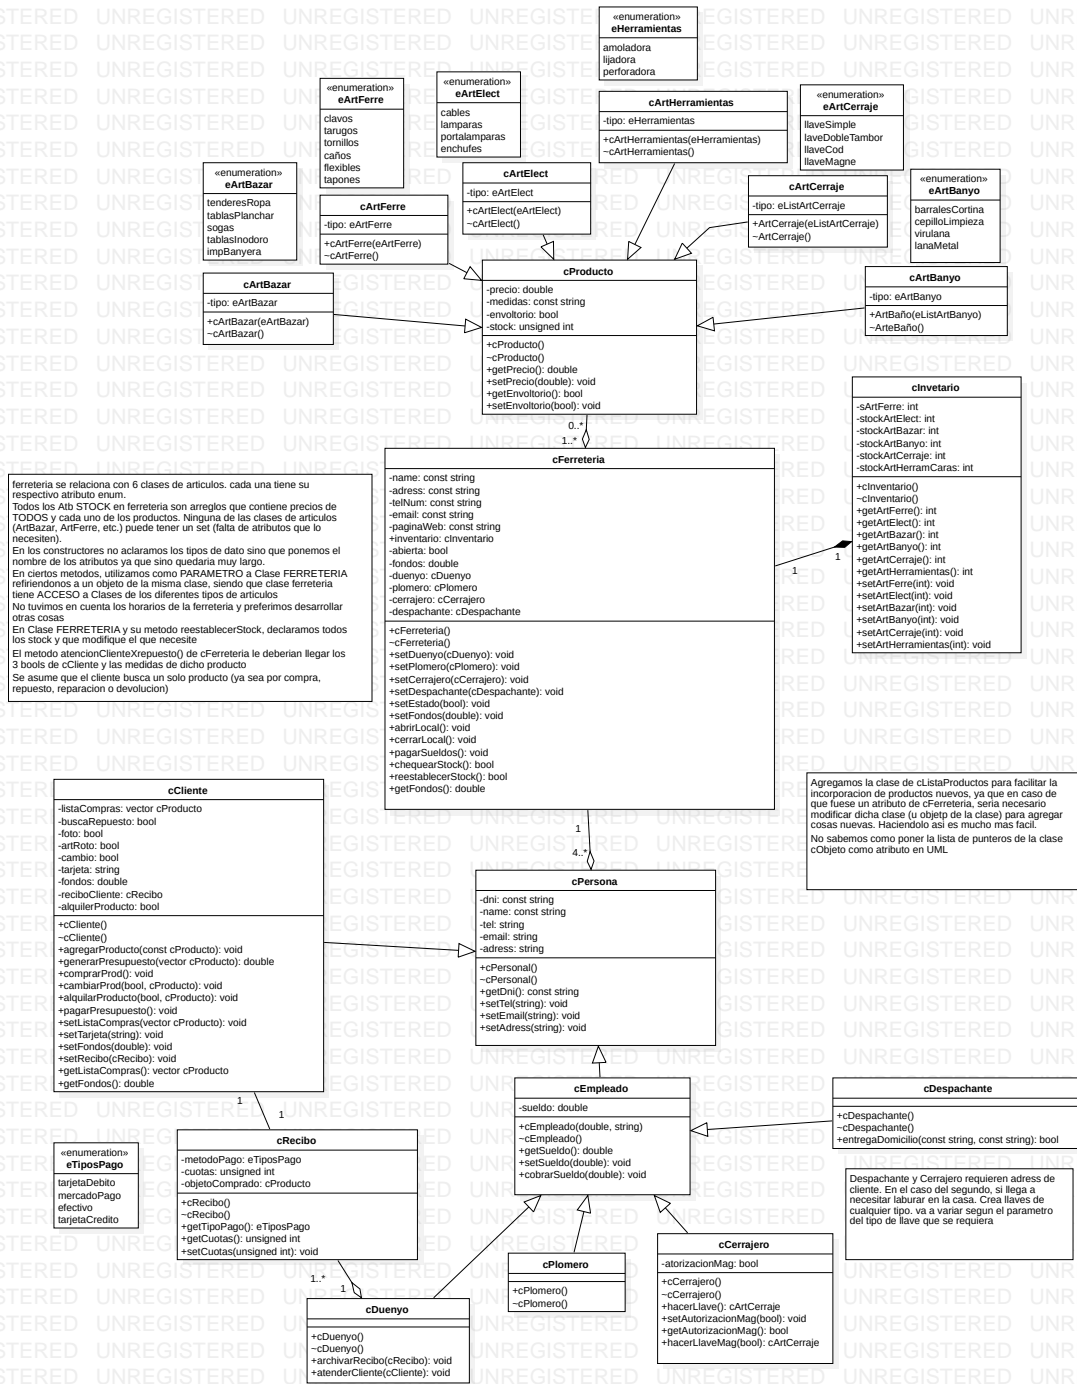 «enumeration»
eHerramientas
amoladora
lijadora
perforadora
«enumeration»
eArtFerre
clavos
tarugos
tornillos
caños
flexibles
tapones
«enumeration»
eArtElect
cables
lamparas
portalamparas
enchufes
cArtHerramientas
-tipo: eHerramientas
+cArtHerramientas(eHerramientas)
~cArtHerramientas()
«enumeration»
eArtCerraje
llaveSimple
laveDobleTambor
llaveCod
llaveMagne
«enumeration»
eArtBazar
tenderesRopa
tablasPlanchar
sogas
tablasInodoro
impBanyera
cArtFerre
-tipo: eArtFerre
+cArtFerre(eArtFerre)
~cArtFerre()
cArtElect
-tipo: eArtElect
+cArtElect(eArtElect)
~cArtElect()
cArtCerraje
-tipo: eListArtCerraje
+ArtCerraje(eListArtCerraje)
~ArtCerraje()
«enumeration»
eArtBanyo
barralesCortina
cepilloLimpieza
virulana
lanaMetal
cArtBazar
-tipo: eArtBazar
+cArtBazar(eArtBazar)
~cArtBazar()
cProducto
-precio: double
-medidas: const string
-envoltorio: bool
-stock: unsigned int
+cProducto()
~cProducto()
+getPrecio(): double
+setPrecio(double): void
+getEnvoltorio(): bool
+setEnvoltorio(bool): void
cArtBanyo
-tipo: eArtBanyo
+ArtBaño(eListArtBanyo)
~ArteBaño()
0..*
1..*
cInvetario
-sArtFerre: int
-stockArtElect: int
-stockArtBazar: int
-stockArtBanyo: int
-stockArtCerraje: int
-stockArtHerramCaras: int
+cInventario()
~cInventario()
+getArtFerre(): int
+getArtElect(): int
+getArtBazar(): int
+getArtBanyo(): int
+getArtCerraje(): int
+getArtHerramientas(): int
+setArtFerre(int): void
+setArtElect(int): void
+setArtBazar(int): void
+setArtBanyo(int): void
+setArtCerraje(int): void
+setArtHerramientas(int): void
cFerreteria
-name: const string
-adress: const string
-telNum: const string
-email: const string
-paginaWeb: const string
+inventario: cInventario
-abierta: bool
-fondos: double
-duenyo: cDuenyo
-plomero: cPlomero
-cerrajero: cCerrajero
-despachante: cDespachante
+cFerreteria()
~cFerreteria()
+setDuenyo(cDuenyo): void
+setPlomero(cPlomero): void
+setCerrajero(cCerrajero): void
+setDespachante(cDespachante): void
+setEstado(bool): void
+setFondos(double): void
+abrirLocal(): void
+cerrarLocal(): void
+pagarSueldos(): void
+chequearStock(): bool
+reestablecerStock(): bool
+getFondos(): double
1
1
ferreteria se relaciona con 6 clases de articulos. cada una tiene su
respectivo atributo enum.
Todos los Atb STOCK en ferreteria son arreglos que contiene precios de
TODOS y cada uno de los productos. Ninguna de las clases de articulos
(ArtBazar, ArtFerre, etc.) puede tener un set (falta de atributos que lo
necesiten).
En los constructores no aclaramos los tipos de dato sino que ponemos el
nombre de los atributos ya que sino quedaria muy largo.
En ciertos metodos, utilizamos como PARAMETRO a Clase FERRETERIA
refiriendonos a un objeto de la misma clase, siendo que clase ferreteria
tiene ACCESO a Clases de los diferentes tipos de articulos
No tuvimos en cuenta los horarios de la ferreteria y preferimos desarrollar
otras cosas
En Clase FERRETERIA y su metodo reestablecerStock, declaramos todos
los stock y que modifique el que necesite
El metodo atencionClienteXrepuesto() de cFerreteria le deberian llegar los
3 bools de cCliente y las medidas de dicho producto
Se asume que el cliente busca un solo producto (ya sea por compra,
repuesto, reparacion o devolucion)
Agregamos la clase de cListaProductos para facilitar la
incorporacion de productos nuevos, ya que en caso de
que fuese un atributo de cFerreteria, seria necesario
modificar dicha clase (u objetp de la clase) para agregar
cosas nuevas. Haciendolo asi es mucho mas facil.
No sabemos como poner la lista de punteros de la clase
cObjeto como atributo en UML
cCliente
-listaCompras: vector cProducto
-buscaRepuesto: bool
-foto: bool
-artRoto: bool
-cambio: bool
-tarjeta: string
-fondos: double
-reciboCliente: cRecibo
-alquilerProducto: bool
+cCliente()
~cCliente()
+agregarProducto(const cProducto): void
+generarPresupuesto(vector cProducto): double
+comprarProd(): void
+cambiarProd(bool, cProducto): void
+alquilarProducto(bool, cProducto): void
+pagarPresupuesto(): void
+setListaCompras(vector cProducto): void
+setTarjeta(string): void
+setFondos(double): void
+setRecibo(cRecibo): void
+getListaCompras(): vector cProducto
+getFondos(): double
1
4..*
cPersona
-dni: const string
-name: const string
-tel: string
-email: string
-adress: string
+cPersonal()
~cPersonal()
+getDni(): const string
+setTel(string): void
+setEmail(string): void
+setAdress(string): void
1
1
cEmpleado
-sueldo: double
+cEmpleado(double, string)
~cEmpleado()
+getSueldo(): double
+setSueldo(double): void
+cobrarSueldo(double): void
cDespachante
+cDespachante()
~cDespachante()
+entregaDomicilio(const string, const string): bool
«enumeration»
eTiposPago
tarjetaDebito
mercadoPago
efectivo
tarjetaCredito
cRecibo
-metodoPago: eTiposPago
-cuotas: unsigned int
-objetoComprado: cProducto
+cRecibo()
~cRecibo()
+getTipoPago(): eTiposPago
+getCuotas(): unsigned int
+setCuotas(unsigned int): void
Despachante y Cerrajero requieren adress de
cliente. En el caso del segundo, si llega a
necesitar laburar en la casa. Crea llaves de
cualquier tipo. va a variar segun el parametro
del tipo de llave que se requiera
1..*
1
cPlomero
+cPlomero()
~cPlomero()
cCerrajero
-atorizacionMag: bool
+cCerrajero()
~cCerrajero()
+hacerLlave(): cArtCerraje
+setAutorizacionMag(bool): void
+getAutorizacionMag(): bool
+hacerLlaveMag(bool): cArtCerraje
cDuenyo
+cDuenyo()
~cDuenyo()
+archivarRecibo(cRecibo): void
+atenderCliente(cCliente): void